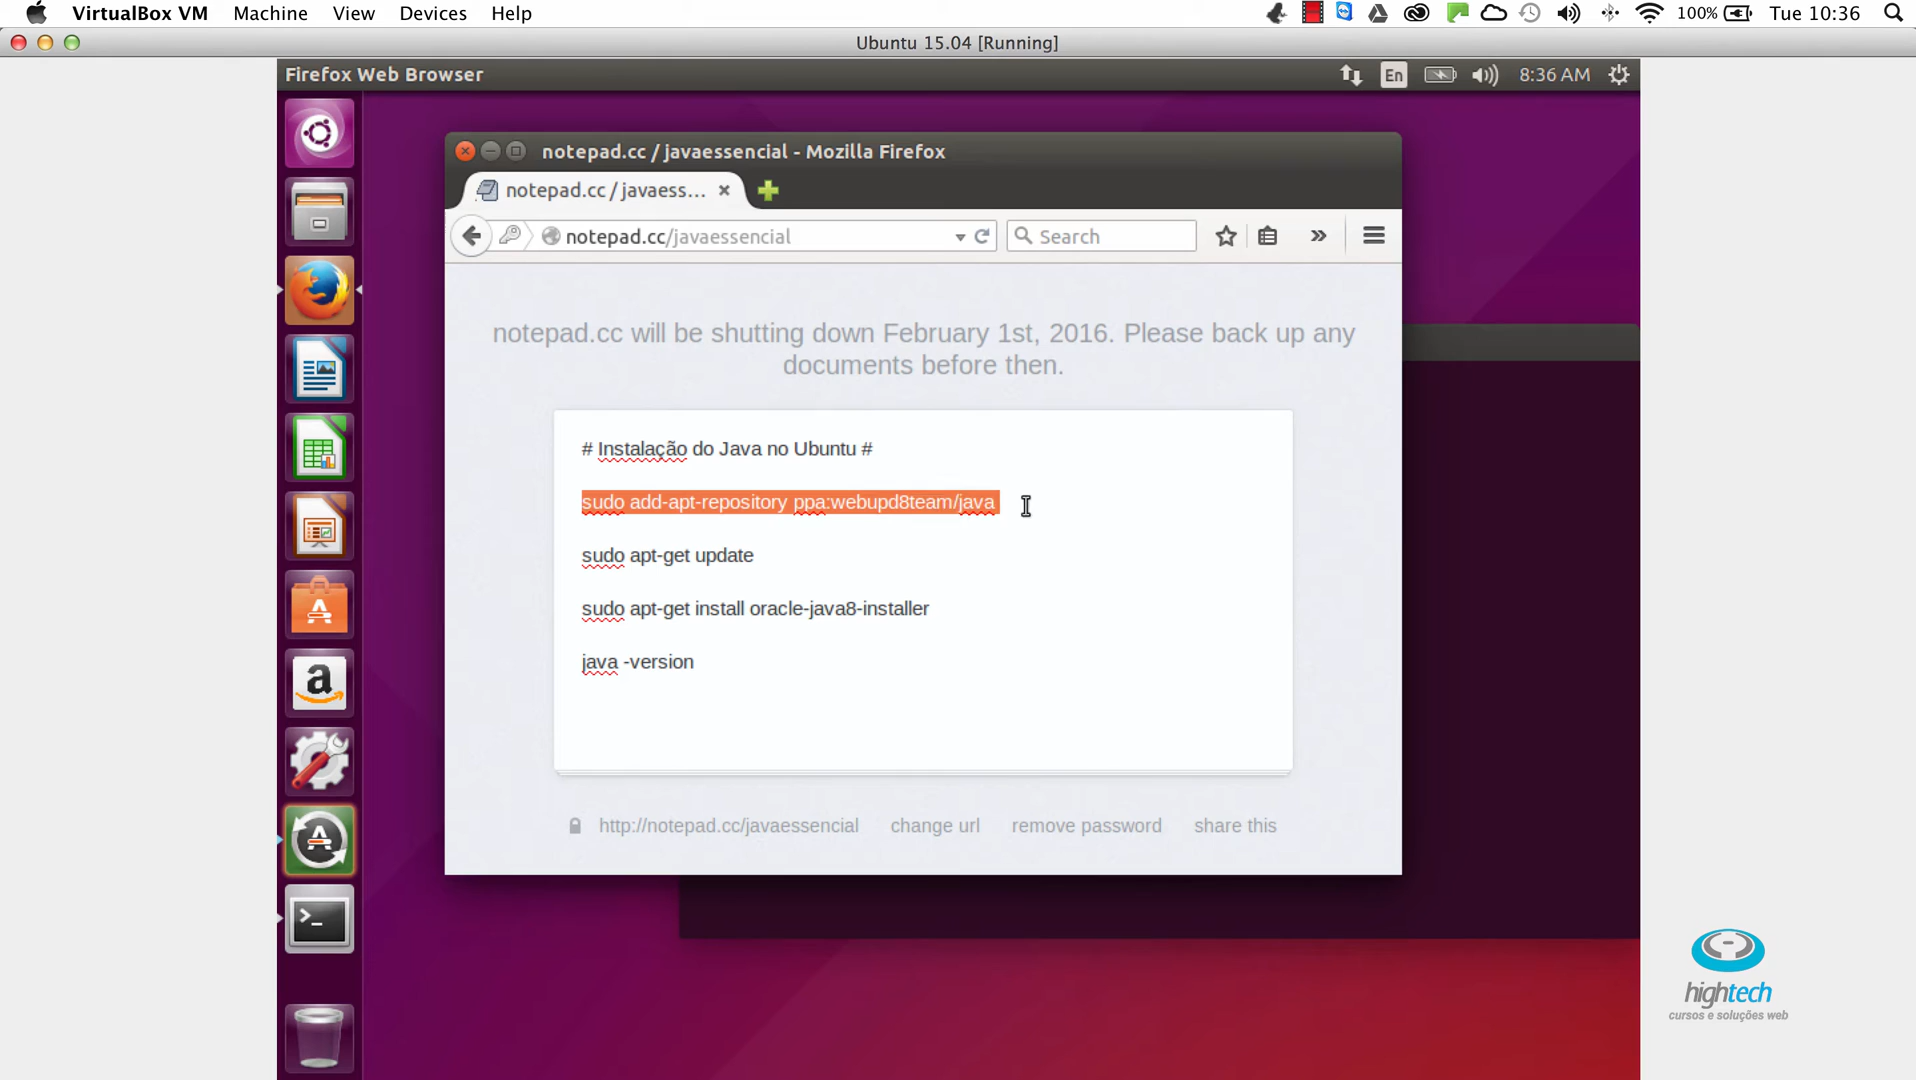 VirtualBox VM Machine View Devices Help 100% Tue 10:36
Ubuntu 15.04 [Running]
Firefox Web Browser En 8:36 AM
notepad.cc / javaessencial - Mozilla Firefox
notepad.cc / javaess...
notepad.cc/javaessencial Search
notepad.cc will be shutting down February 1st, 2016. Please back up any
documents before then.
# Instalação do Java no Ubuntu #
sudo add-apt-repository ppa:webupd8team/java
sudo apt-get update
sudo apt-get install oracle-java8-installer
java -version
http://notepad.cc/javaessencial change url remove password share this
hightech
cursos e soluções web